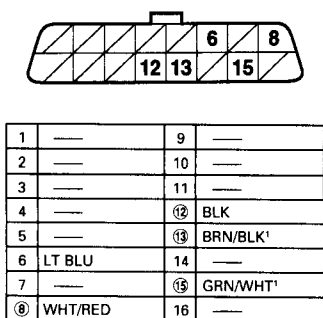 6 8
12 13 15
1 — 9 —
2 — 10 —
3 — 11 —
4 — ⑫ BLK
5 — ⑬ BRN/BLK¹
6 LT BLU 14 —
7 — ⑮ GRN/WHT¹
⑧ WHT/RED 16 —